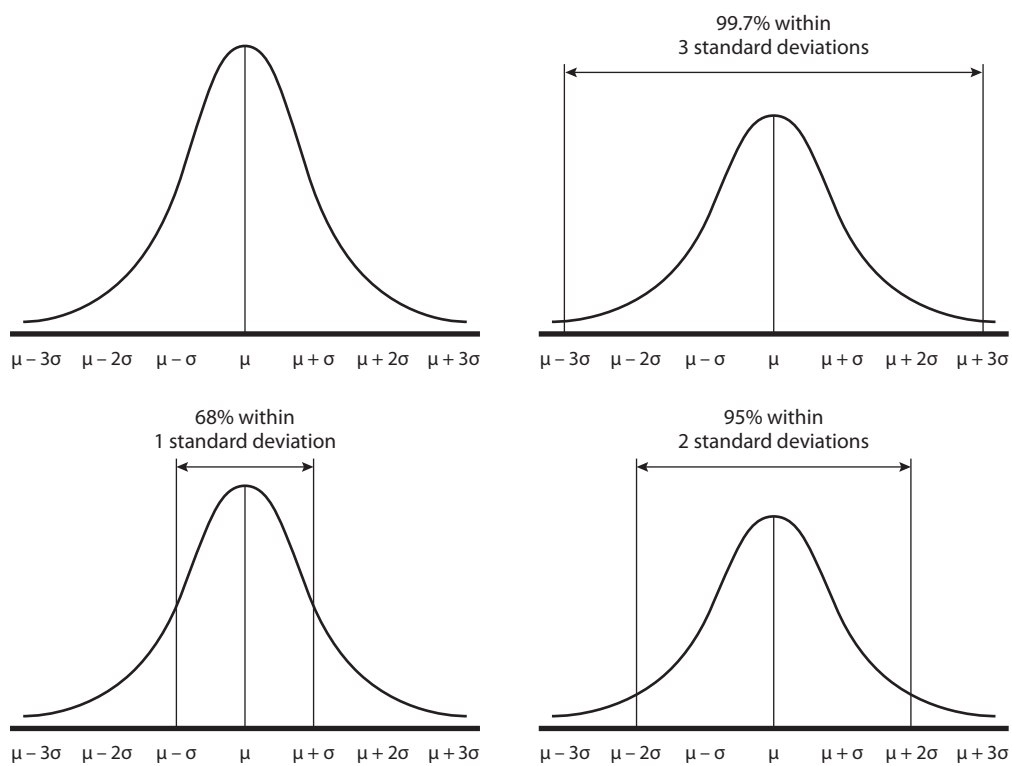 μ – 3σ μ – 2σ μ – σ μ μ + σ μ + 2σ μ + 3σ
99.7% within
3 standard deviations
μ – 3σ μ – 2σ μ – σ μ μ + σ μ + 2σ μ + 3σ
68% within
1 standard deviation
μ – 3σ μ – 2σ μ – σ μ μ + σ μ + 2σ μ + 3σ
95% within
2 standard deviations
μ – 3σ μ – 2σ μ – σ μ μ + σ μ + 2σ μ + 3σ